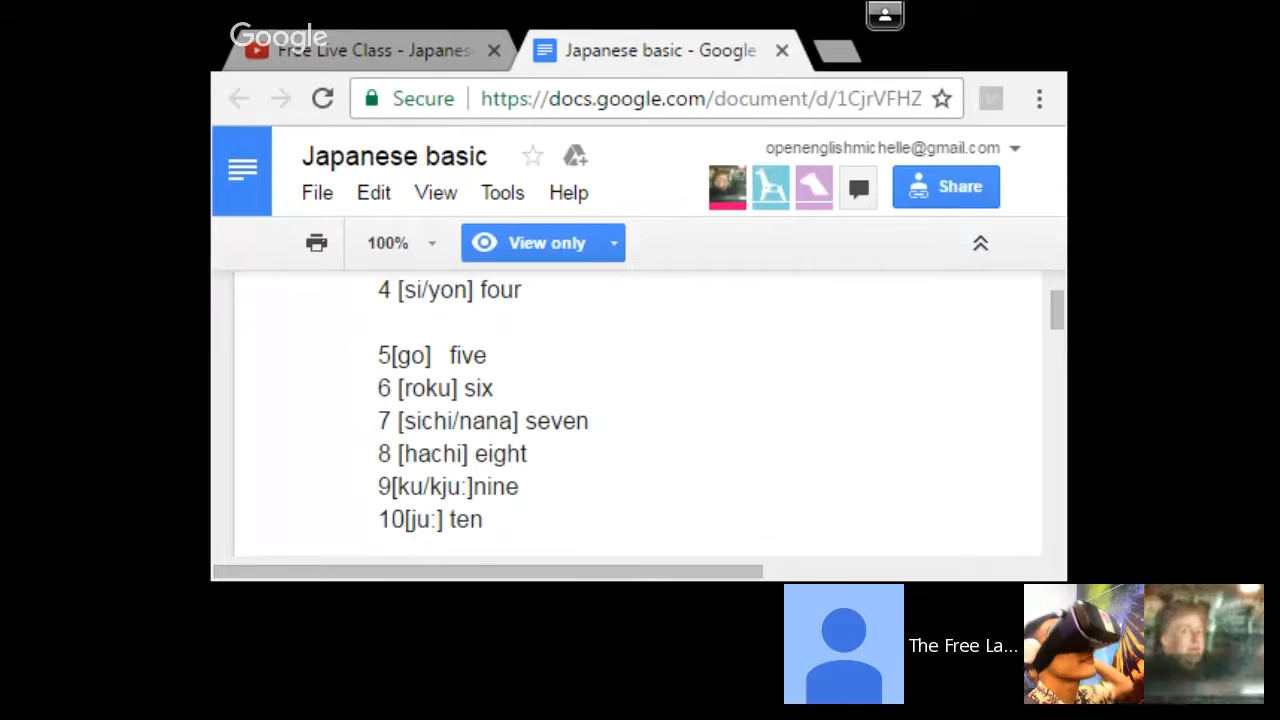 Google
Free Live Class - Japanes
Japanese basic - Google
Secure
https://docs.google.com/document/d/1CjrVFHZ
Japanese basic
openenglishmichelle@gmail.com
File Edit View Tools Help
Share
100%
View only
4 [si/yon] four
5[go] five
6 [roku] six
7 [sichi/nana] seven
8 [hachi] eight
9[ku/kju:]nine
10[ju:] ten
The Free La...